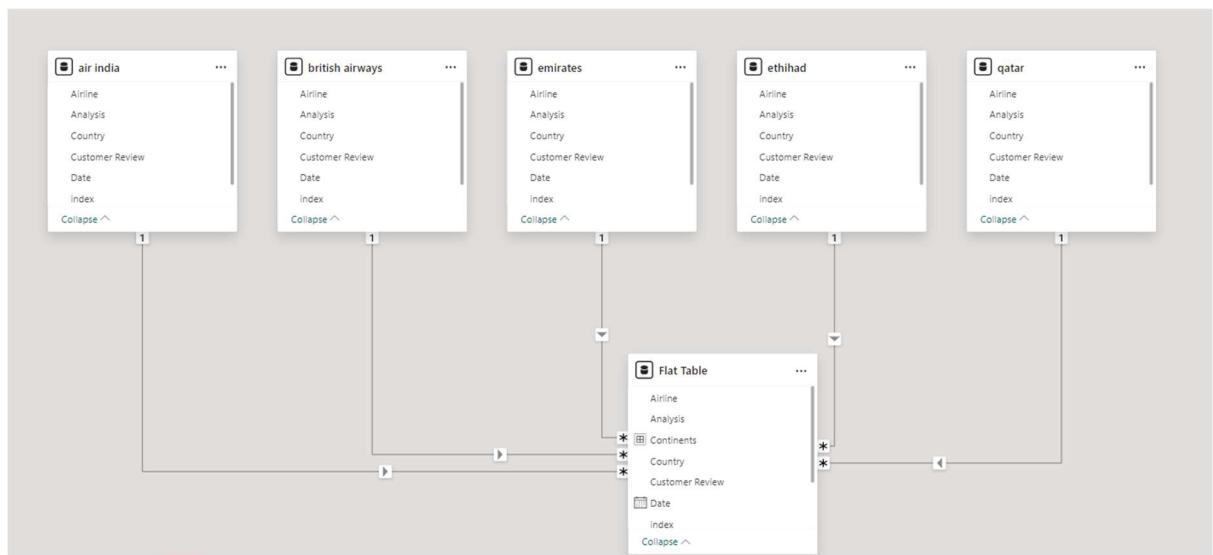 air india
...
Airline
Analysis
Country
Customer Review
Date
index
Collapse
1
british airways
...
Airline
Analysis
Country
Customer Review
Date
index
Collapse
1
emirates
...
Airline
Analysis
Country
Customer Review
Date
index
Collapse
1
ethihad
...
Airline
Analysis
Country
Customer Review
Date
index
Collapse
1
qatar
...
Airline
Analysis
Country
Customer Review
Date
index
Collapse
1
Flat Table
...
Airline
Analysis
Continents
Country
Customer Review
Date
index
Collapse
*
*
*
*
*